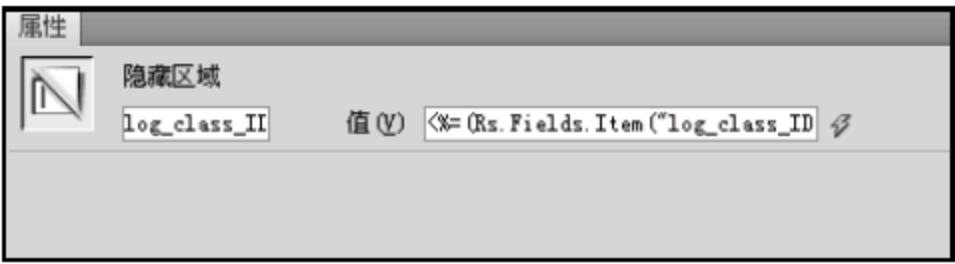 属性
隐藏区域
log_class_II 值(V) <%=(Rs.Fields.Item("log_class_ID